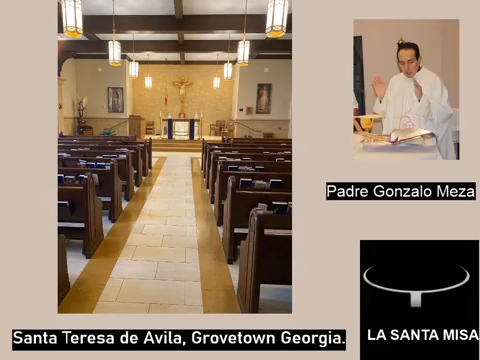 Padre Gonzalo Meza
LA SANTA MISA
Santa Teresa de Avila, Grovetown Georgia.